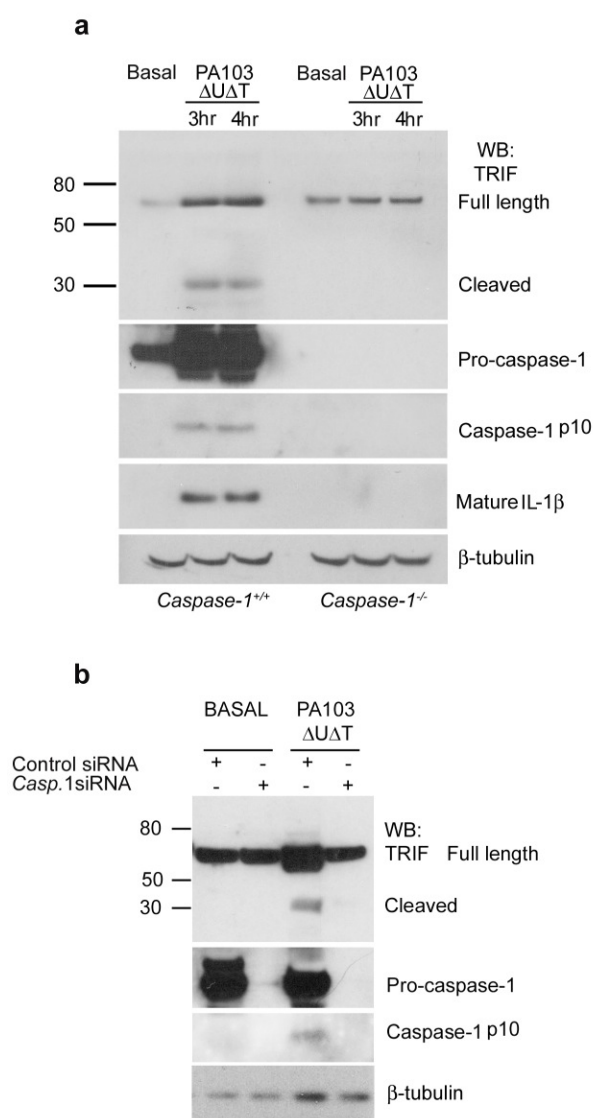 a
Basal PA103 Basal PA103
ΔUΔT ΔUΔT
3hr 4hr 3hr 4hr
WB:
TRIF
80
Full length
50
30 Cleaved
Pro-caspase-1
Caspase-1 p10
Mature IL-1β
β-tubulin
Caspase-1+/+ Caspase-1-/-
b
BASAL PA103
ΔUΔT
Control siRNA + - + -
Casp.1siRNA - + - +
80 WB:
TRIF Full length
50
30 Cleaved
Pro-caspase-1
Caspase-1 p10
β-tubulin